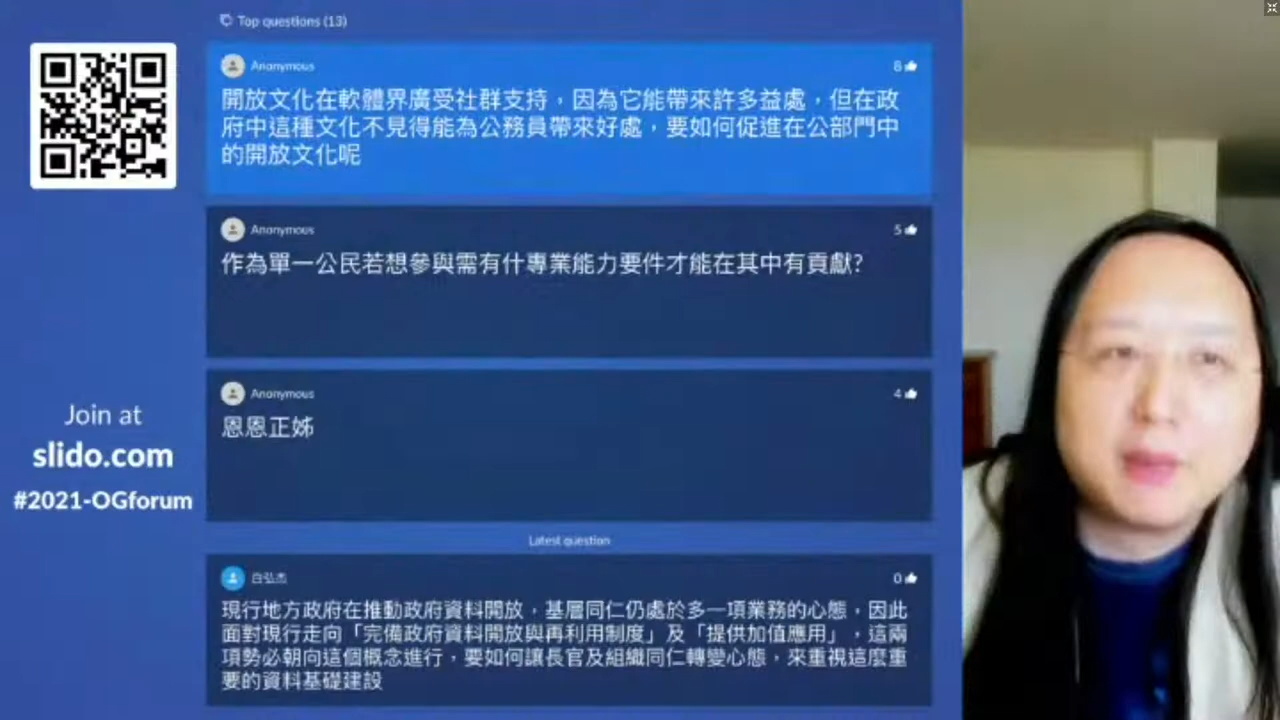 Top questions (13)
Anonymous
8
開放文化在軟體界廣受社群支持，因為它能帶來許多益處，但在政
府中這種文化不見得能為公務員帶來好處，要如何促進在公部門中
的開放文化呢
Anonymous
5
作為單一公民若想參與需有什專業能力要件才能在其中有貢獻?
Anonymous
4
恩恩正姊
Join at
slido.com
#2021-OGforum
Latest question
白弘杰
0
現行地方政府在推動政府資料開放，基層同仁仍處於多一項業務的心態，因此
面對現行走向「完備政府資料開放與再利用制度」及「提供加值應用」，這兩
項勢必朝向這個概念進行，要如何讓長官及組織同仁轉變心態，來重視這麼重
要的資料基礎建設